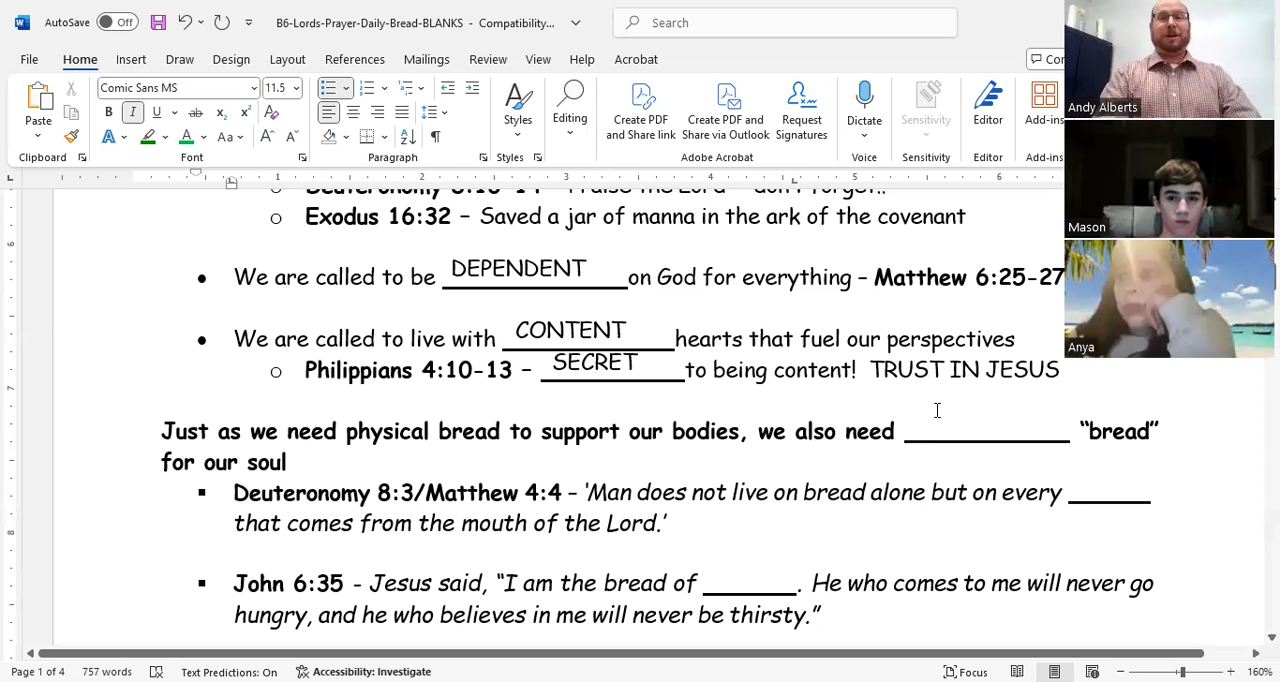 AutoSave Off B6-Lords-Prayer-Daily-Bread-BLANKS - Compatibility... Search
File Home Insert Draw Design Layout References Mailings Review View Help Acrobat
Comic Sans MS 11.5
Paste Styles Editing Create PDF and Share link Create PDF and Share via Outlook Request Signatures Dictate Sensitivity Editor Add-ins
Clipboard Font Paragraph Styles Adobe Acrobat Voice Sensitivity Editor Add-ins
Andy Alberts
Mason
Anya
Exodus 16:32 – Saved a jar of manna in the ark of the covenant
We are called to be DEPENDENT on God for everything – Matthew 6:25-27
We are called to live with CONTENT hearts that fuel our perspectives
Philippians 4:10-13 – SECRET to being content! TRUST IN JESUS
Just as we need physical bread to support our bodies, we also need ____________ “bread”
for our soul
Deuteronomy 8:3/Matthew 4:4 – ‘Man does not live on bread alone but on every ______
that comes from the mouth of the Lord.’
John 6:35 - Jesus said, “I am the bread of _______. He who comes to me will never go
hungry, and he who believes in me will never be thirsty.”
Page 1 of 4 757 words Text Predictions: On Accessibility: Investigate Focus 160%